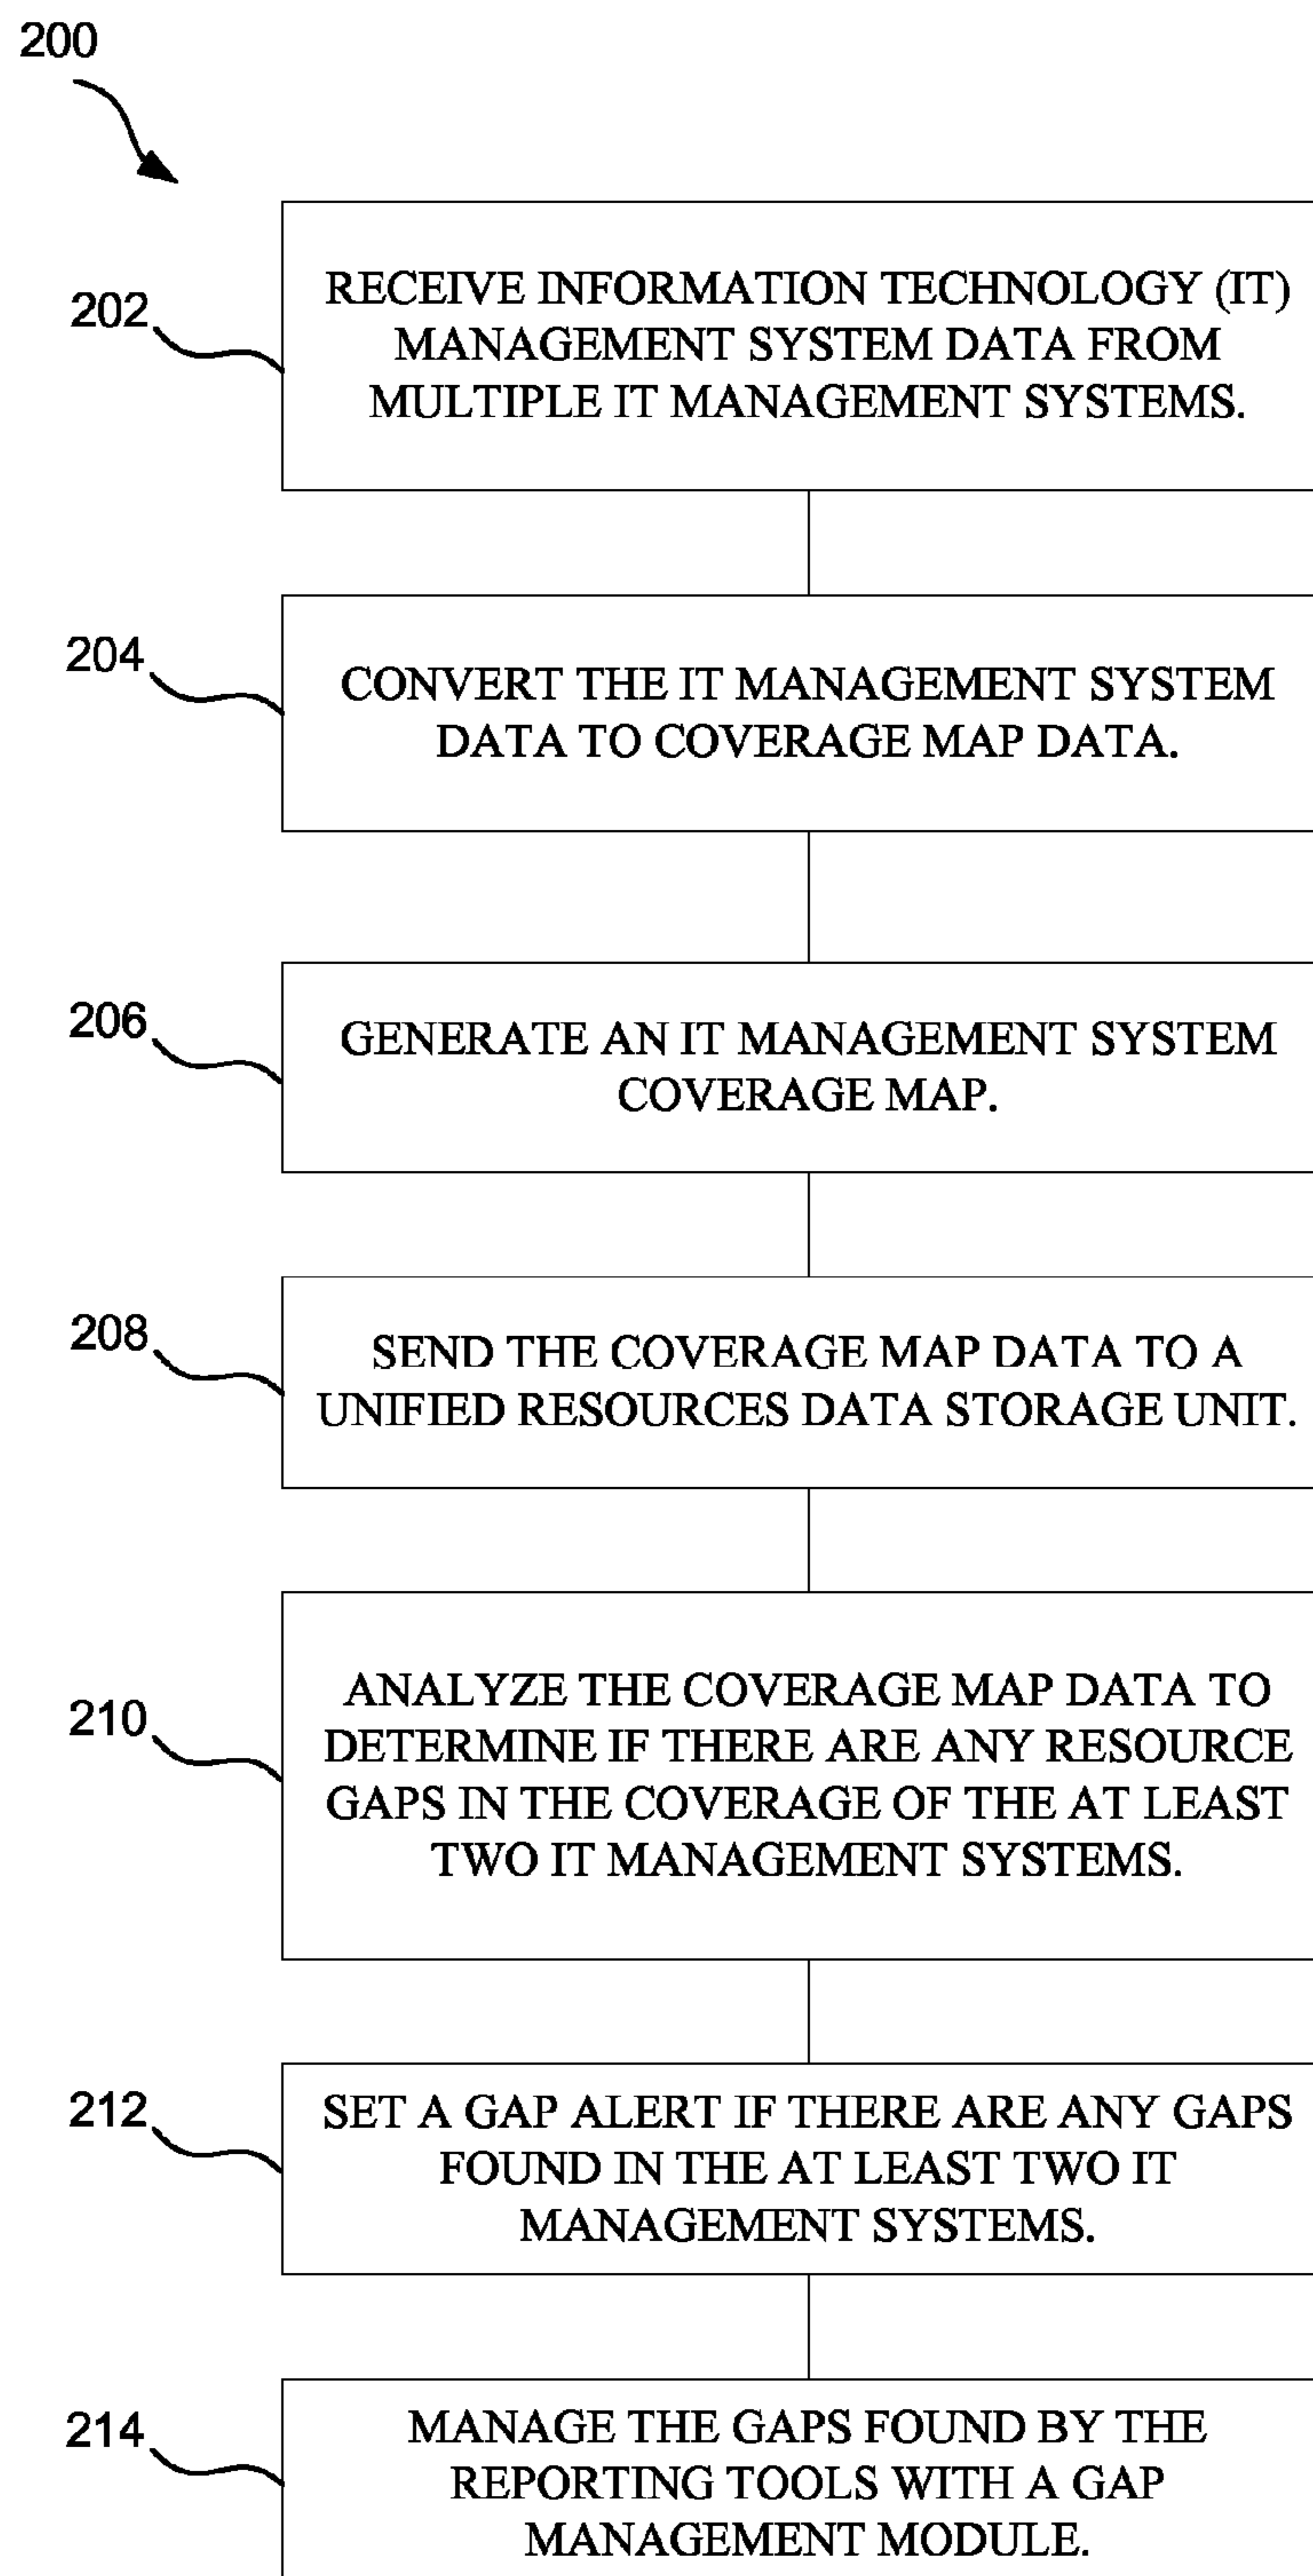 200
202
RECEIVE INFORMATION TECHNOLOGY (IT)
MANAGEMENT SYSTEM DATA FROM
MULTIPLE IT MANAGEMENT SYSTEMS.
204
CONVERT THE IT MANAGEMENT SYSTEM
DATA TO COVERAGE MAP DATA.
206
GENERATE AN IT MANAGEMENT SYSTEM
COVERAGE MAP.
208
SEND THE COVERAGE MAP DATA TO A
UNIFIED RESOURCES DATA STORAGE UNIT.
210
ANALYZE THE COVERAGE MAP DATA TO
DETERMINE IF THERE ARE ANY RESOURCE
GAPS IN THE COVERAGE OF THE AT LEAST
TWO IT MANAGEMENT SYSTEMS.
212
SET A GAP ALERT IF THERE ARE ANY GAPS
FOUND IN THE AT LEAST TWO IT
MANAGEMENT SYSTEMS.
214
MANAGE THE GAPS FOUND BY THE
REPORTING TOOLS WITH A GAP
MANAGEMENT MODULE.